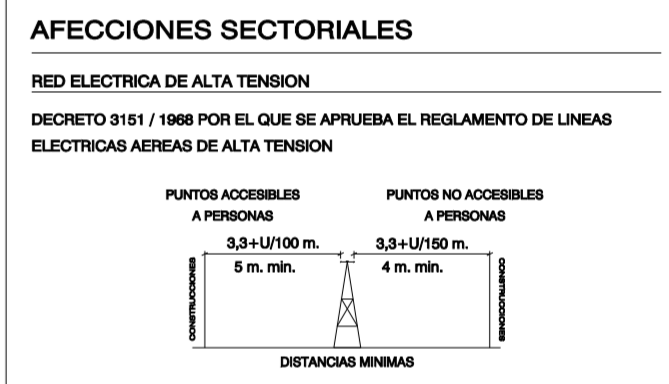 AFECCIONES SECTORIALES
RED ELECTRICA DE ALTA TENSION
DECRETO 3151 / 1968 POR EL QUE SE APRUEBA EL REGLAMENTO DE LINEAS
ELECTRICAS AEREAS DE ALTA TENSION
PUNTOS ACCESIBLES
A PERSONAS
PUNTOS NO ACCESIBLES
A PERSONAS
3,3+U/100 m.
3,3+U/150 m.
5 m. min.
4 m. min.
CONSTRUCCIONES
CONSTRUCCIONES
DISTANCIAS MINIMAS